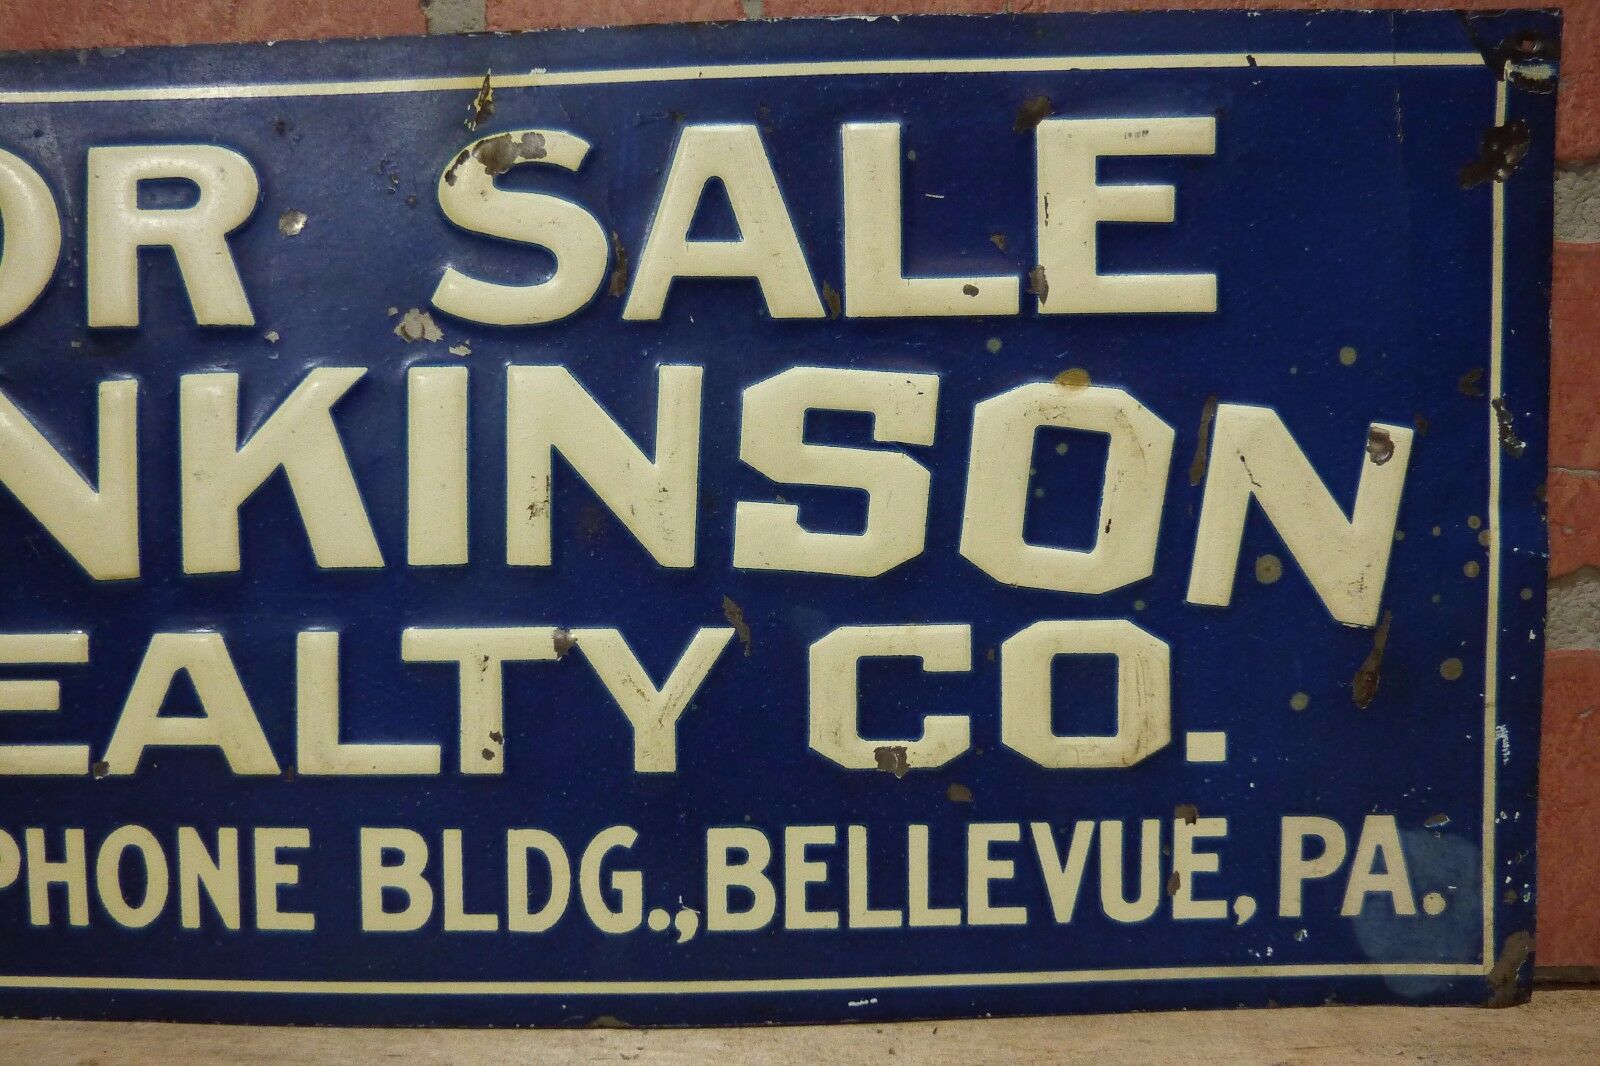 OR SALE
NKINSON
EALTY CO.
PHONE BLDG., BELLEVUE, PA.